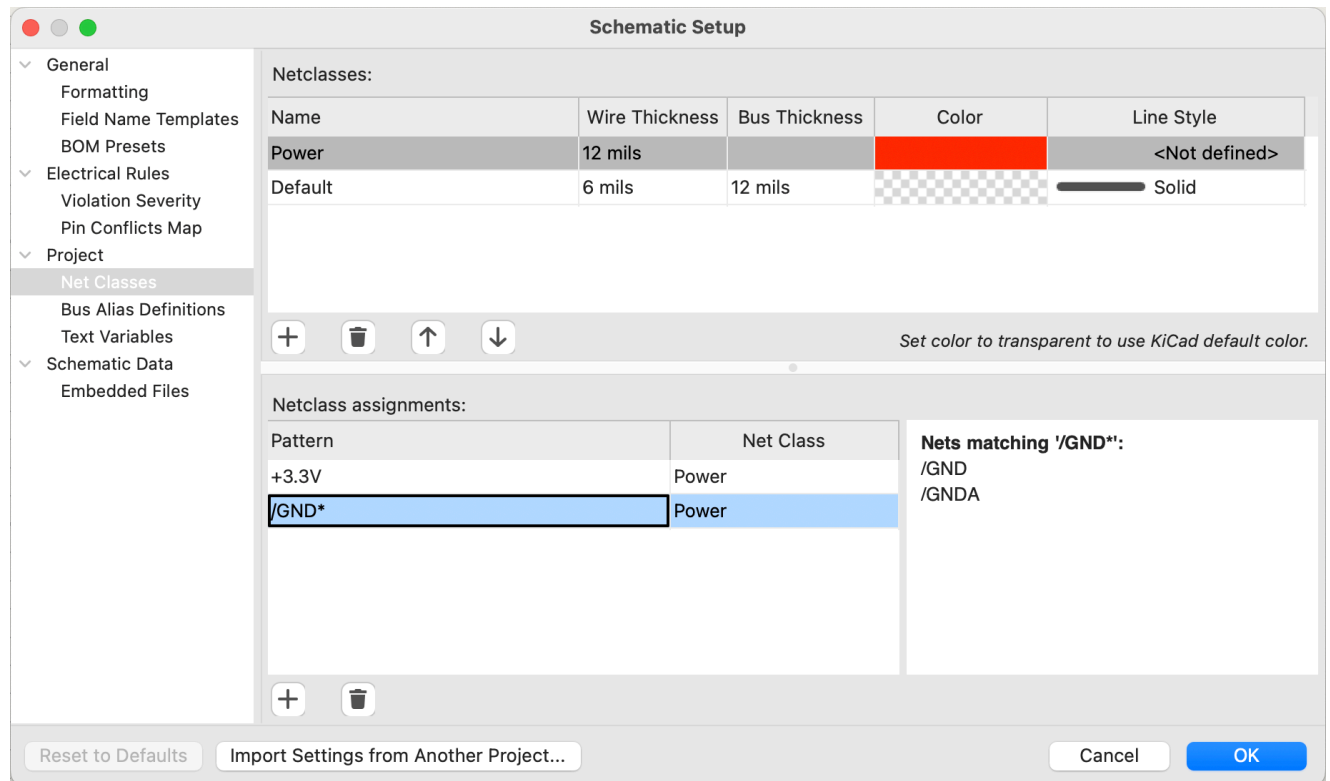 Schematic Setup
General
Formatting
Field Name Templates
BOM Presets
Electrical Rules
Violation Severity
Pin Conflicts Map
Project
Net Classes
Bus Alias Definitions
Text Variables
Schematic Data
Embedded Files
Netclasses:
Name Wire Thickness Bus Thickness Color Line Style
Power 12 mils <Not defined>
Default 6 mils 12 mils Solid
Set color to transparent to use KiCad default color.
Netclass assignments:
Pattern Net Class
+3.3V Power
/GND* Power
Nets matching '/GND*':
/GND
/GNDA
Reset to Defaults Import Settings from Another Project... Cancel OK